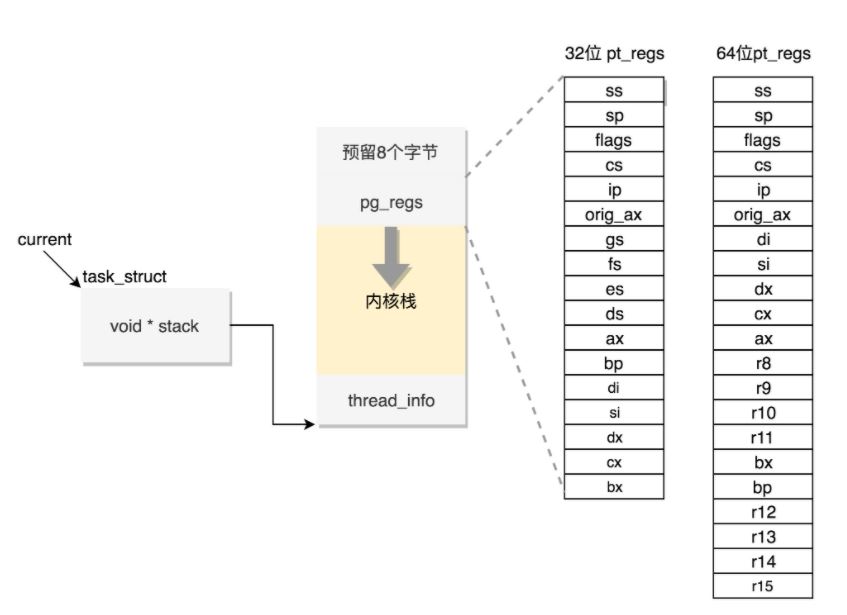 32位 pt_regs
64位pt_regs
预留8个字节
pg_regs
内核栈
thread_info
current
task_struct
void * stack
ss
sp
flags
cs
ip
orig_ax
gs
fs
es
ds
ax
bp
di
si
dx
cx
bx
ss
sp
flags
cs
ip
orig_ax
di
si
dx
cx
ax
r8
r9
r10
r11
bx
bp
r12
r13
r14
r15